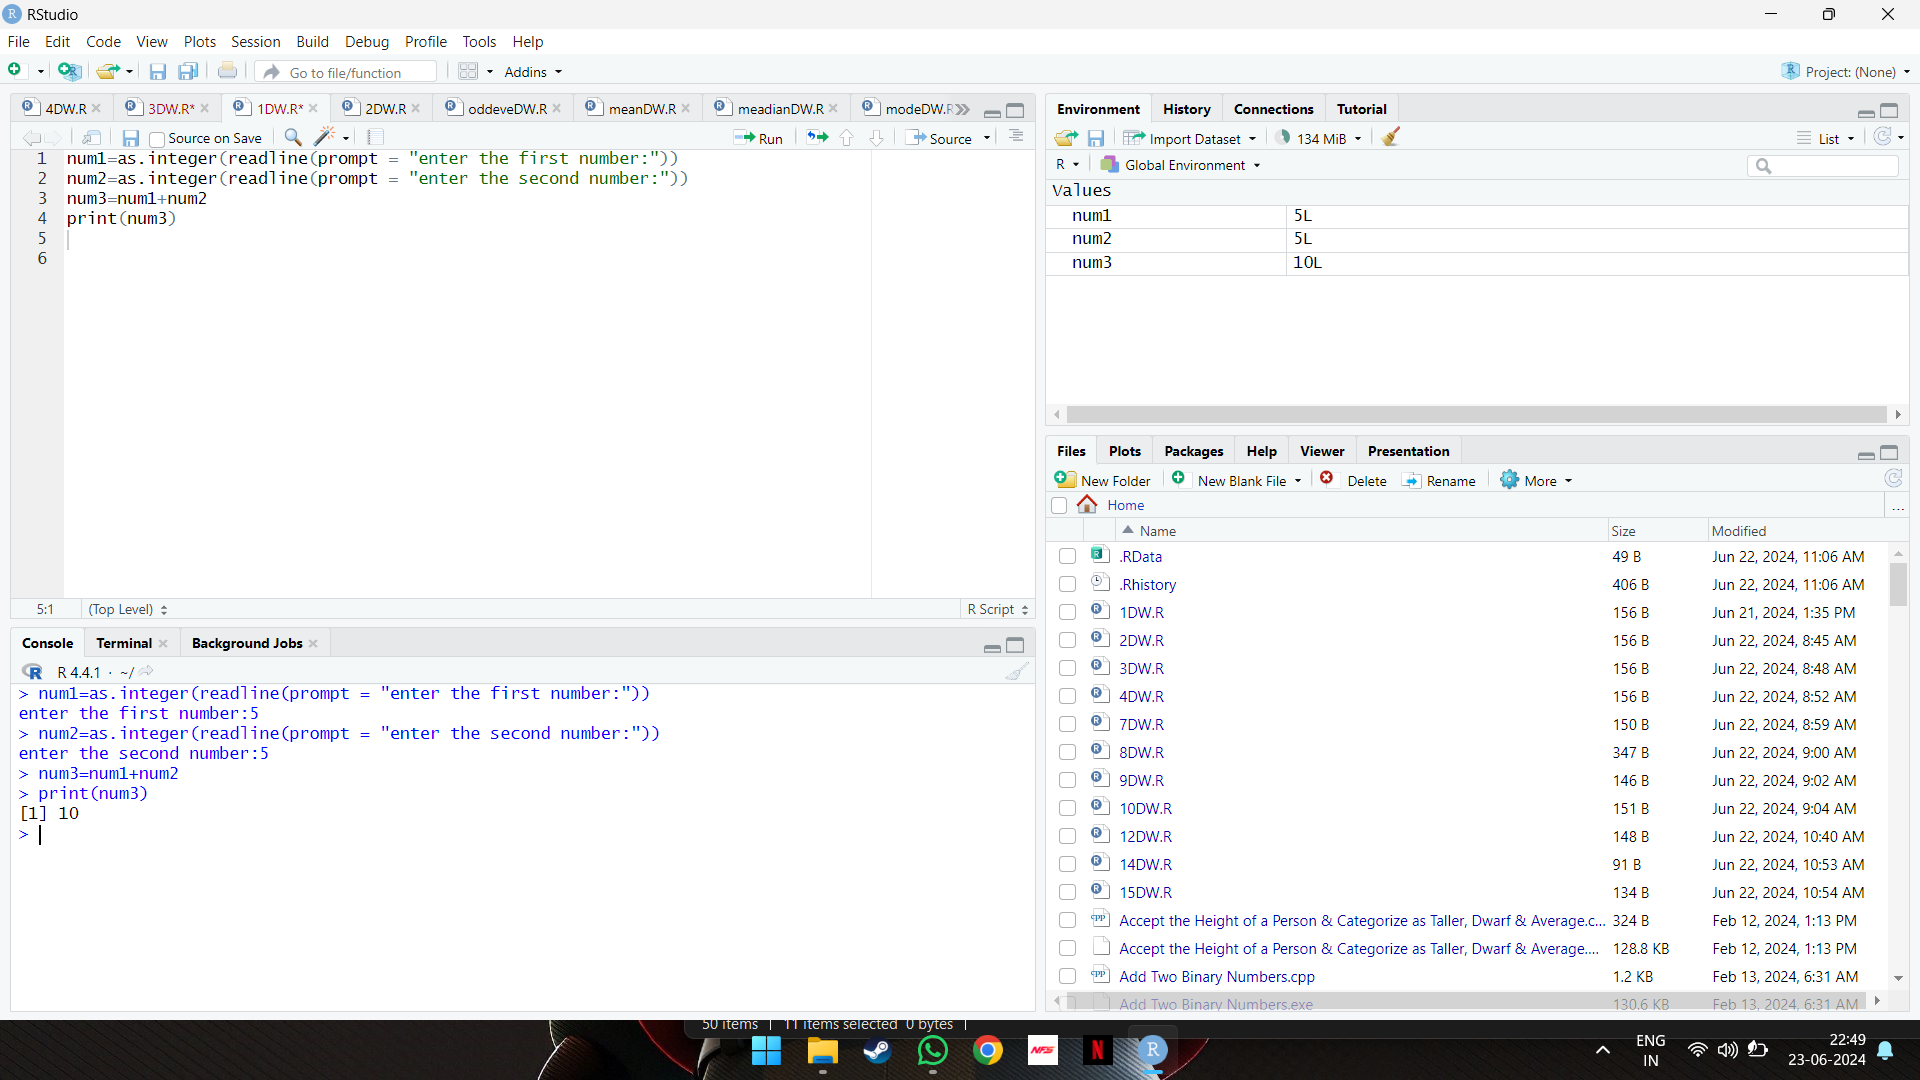 RStudio
File Edit Code View Plots Session Build Debug Profile Tools Help
Go to file/function Addins Project: (None)
4DW.R 3DW.R* 1DW.R* 2DW.R oddeveDW.R meanDW.R meadianDW.R modeDW.R
Source on Save Run Source
1 num1=as.integer(readline(prompt = "enter the first number:"))
2 num2=as.integer(readline(prompt = "enter the second number:"))
3 num3=num1+num2
4 print(num3)
5
6
5:1 (Top Level) R Script
Console Terminal Background Jobs
R 4.4.1 · ~/
> num1=as.integer(readline(prompt = "enter the first number:"))
enter the first number:5
> num2=as.integer(readline(prompt = "enter the second number:"))
enter the second number:5
> num3=num1+num2
> print(num3)
[1] 10
>
Environment History Connections Tutorial
Import Dataset 134 MiB List
R Global Environment
Values
num1 5L
num2 5L
num3 10L
Files Plots Packages Help Viewer Presentation
New Folder New Blank File Delete Rename More
Home ...
Name Size Modified
.RData 49 B Jun 22, 2024, 11:06 AM
.Rhistory 406 B Jun 22, 2024, 11:06 AM
1DW.R 156 B Jun 21, 2024, 1:35 PM
2DW.R 156 B Jun 22, 2024, 8:45 AM
3DW.R 156 B Jun 22, 2024, 8:48 AM
4DW.R 156 B Jun 22, 2024, 8:52 AM
7DW.R 150 B Jun 22, 2024, 8:59 AM
8DW.R 347 B Jun 22, 2024, 9:00 AM
9DW.R 146 B Jun 22, 2024, 9:02 AM
10DW.R 151 B Jun 22, 2024, 9:04 AM
12DW.R 148 B Jun 22, 2024, 10:40 AM
14DW.R 91 B Jun 22, 2024, 10:53 AM
15DW.R 134 B Jun 22, 2024, 10:54 AM
Accept the Height of a Person & Categorize as Taller, Dwarf & Average.c... 324 B Feb 12, 2024, 1:13 PM
Accept the Height of a Person & Categorize as Taller, Dwarf & Average.... 128.8 KB Feb 12, 2024, 1:13 PM
Add Two Binary Numbers.cpp 1.2 KB Feb 13, 2024, 6:31 AM
Add Two Binary Numbers.exe 130.6 KB Feb 13, 2024, 6:31 AM
50 items 11 items selected 0 bytes
NFS N R
ENG
IN
22:49
23-06-2024